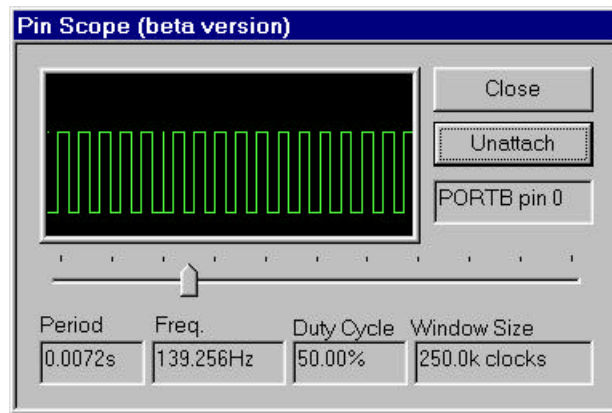 Pin Scope (beta version)
Close
Unattach
PORTB pin 0
Period Freq. Duty Cycle Window Size
0.0072s 139.256Hz 50.00% 250.0k clocks